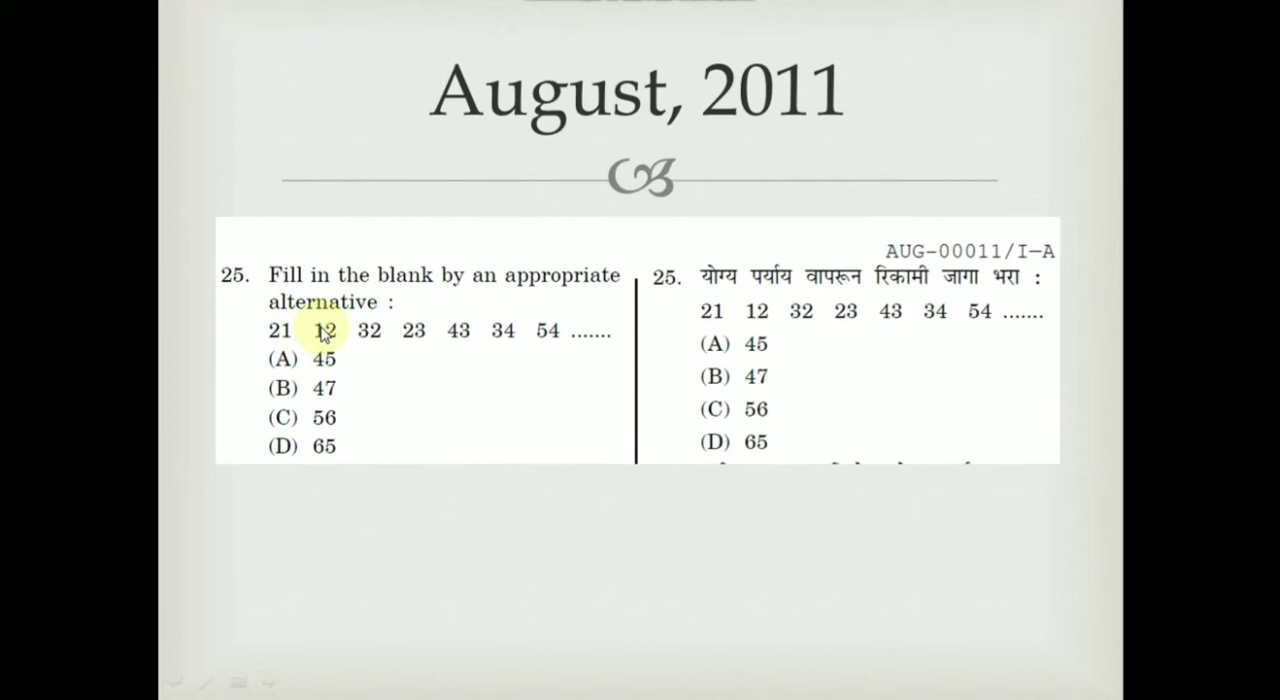 August, 2011
AUG-00011/I—A
25. Fill in the blank by an appropriate
alternative :
21 12 32 23 43 34 54 .......
(A) 45
(B) 47
(C) 56
(D) 65
25. योग्य पर्याय वापरून रिकामी जागा भरा :
21 12 32 23 43 34 54 .......
(A) 45
(B) 47
(C) 56
(D) 65